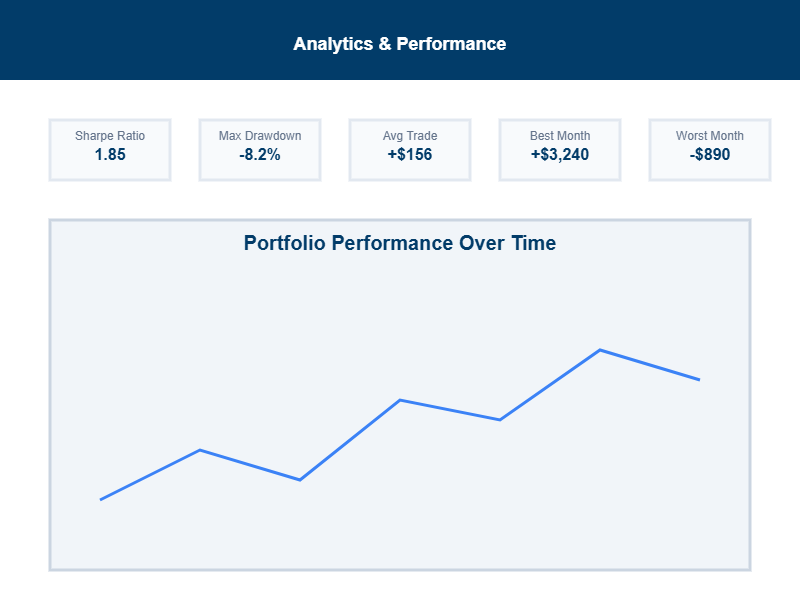 Analytics & Performance
Sharpe Ratio
1.85
Max Drawdown
-8.2%
Avg Trade
+$156
Best Month
+$3,240
Worst Month
-$890
Portfolio Performance Over Time